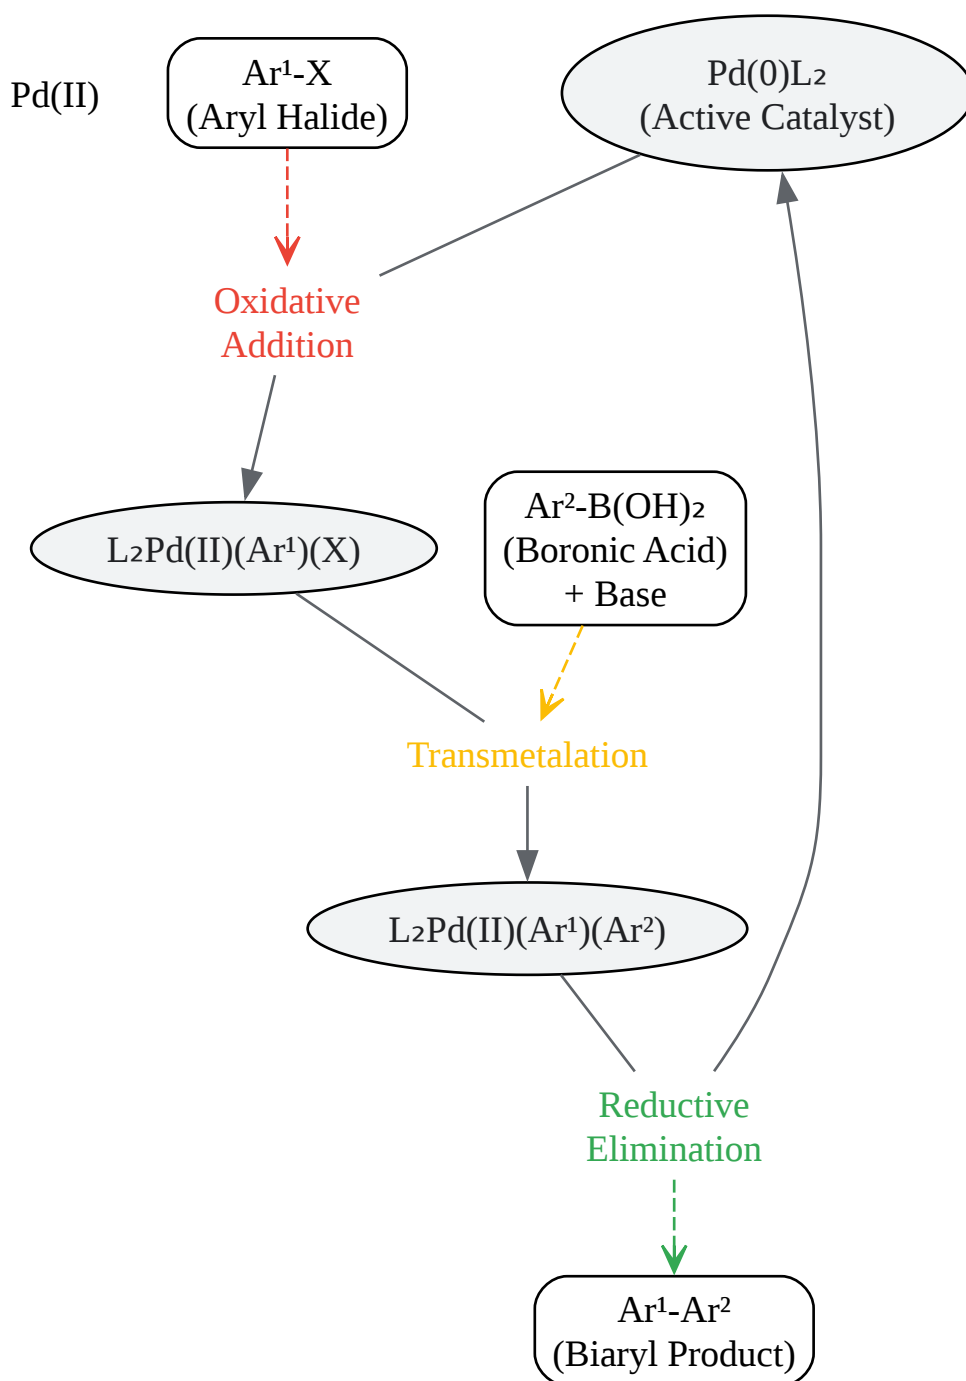 Pd(II)
Ar¹-X
(Aryl Halide)
Pd(0)L₂
(Active Catalyst)
Oxidative
Addition
L₂Pd(II)(Ar¹)(X)
Ar²-B(OH)₂
(Boronic Acid)
+ Base
Transmetalation
L₂Pd(II)(Ar¹)(Ar²)
Reductive
Elimination
Ar¹-Ar²
(Biaryl Product)